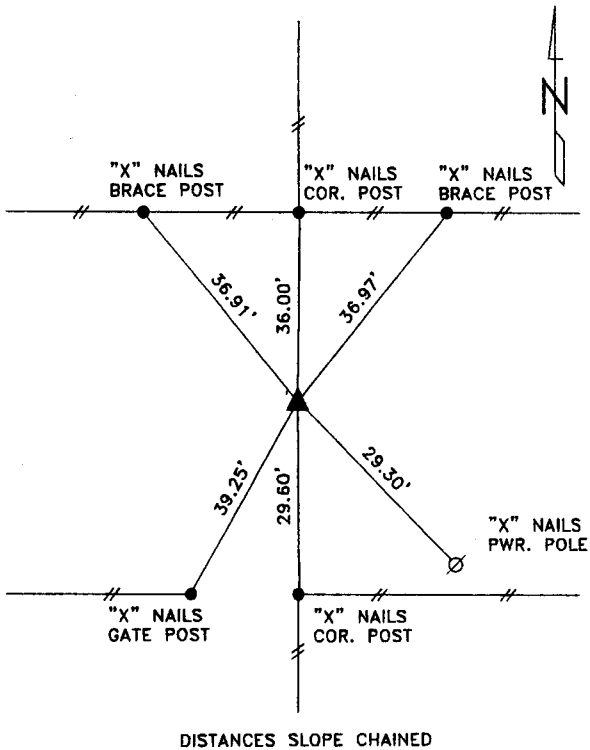 N
"X" NAILS
BRACE POST
"X" NAILS
COR. POST
"X" NAILS
BRACE POST
36.91'
36.00'
36.97'
39.25'
29.60'
29.30'
"X" NAILS
PWR. POLE
"X" NAILS
GATE POST
"X" NAILS
COR. POST
DISTANCES SLOPE CHAINED